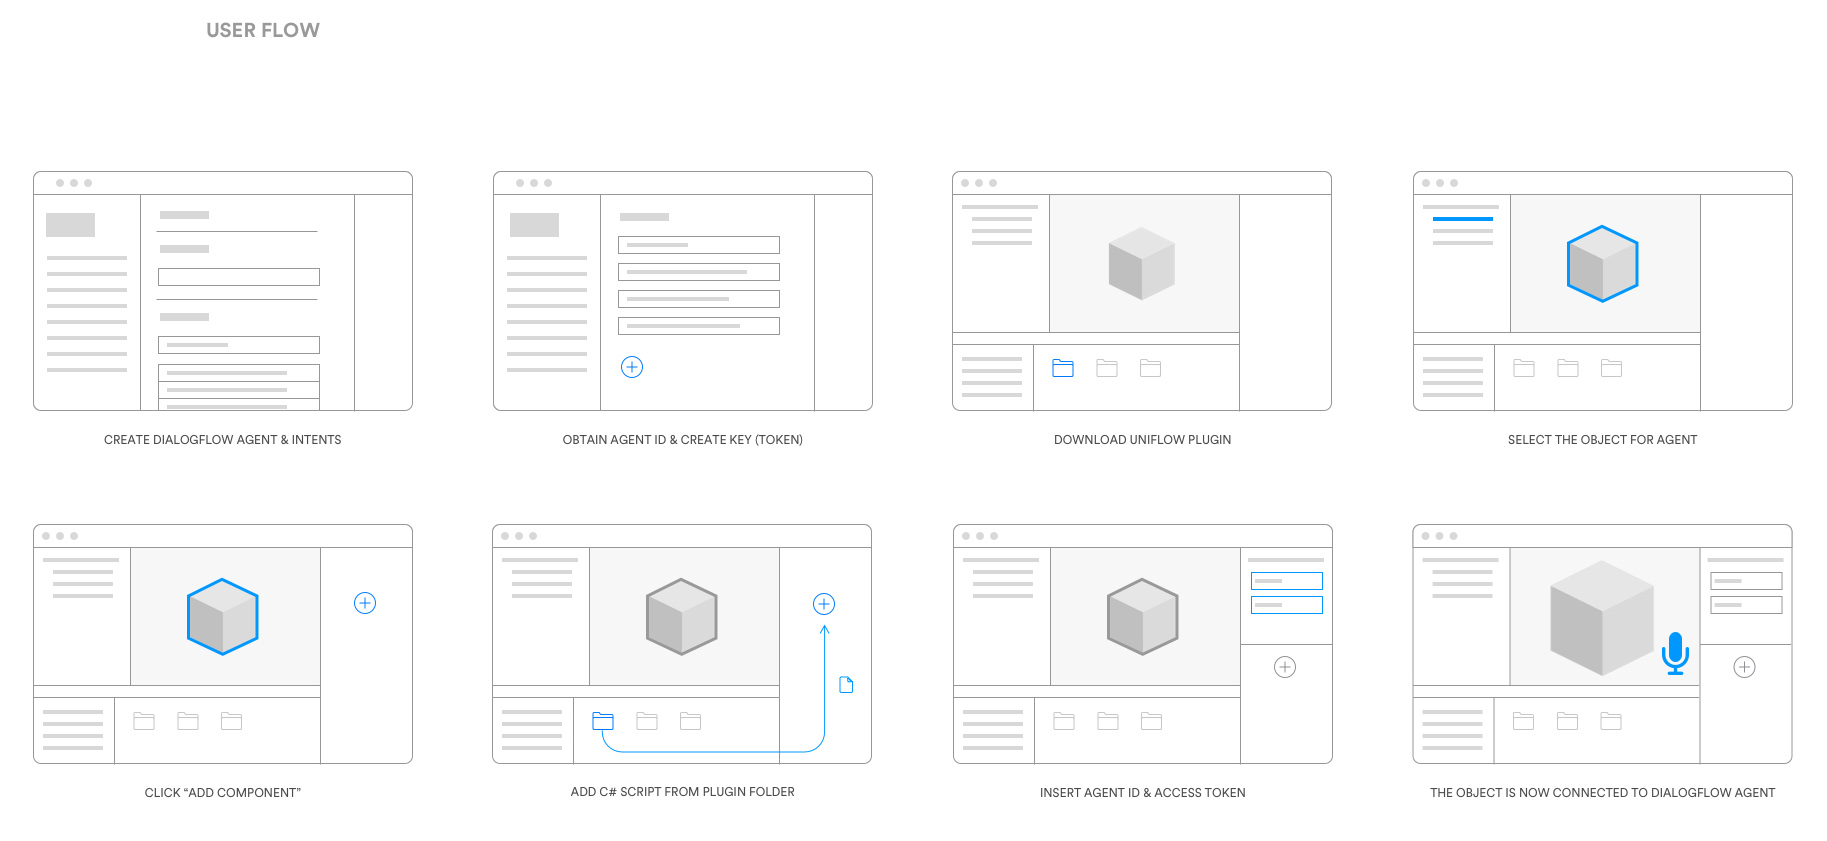 USER FLOW
CREATE DIALOGFLOW AGENT & INTENTS
OBTAIN AGENT ID & CREATE KEY (TOKEN)
DOWNLOAD UNIFLOW PLUGIN
SELECT THE OBJECT FOR AGENT
CLICK “ADD COMPONENT”
ADD C# SCRIPT FROM PLUGIN FOLDER
INSERT AGENT ID & ACCESS TOKEN
THE OBJECT IS NOW CONNECTED TO DIALOGFLOW AGENT